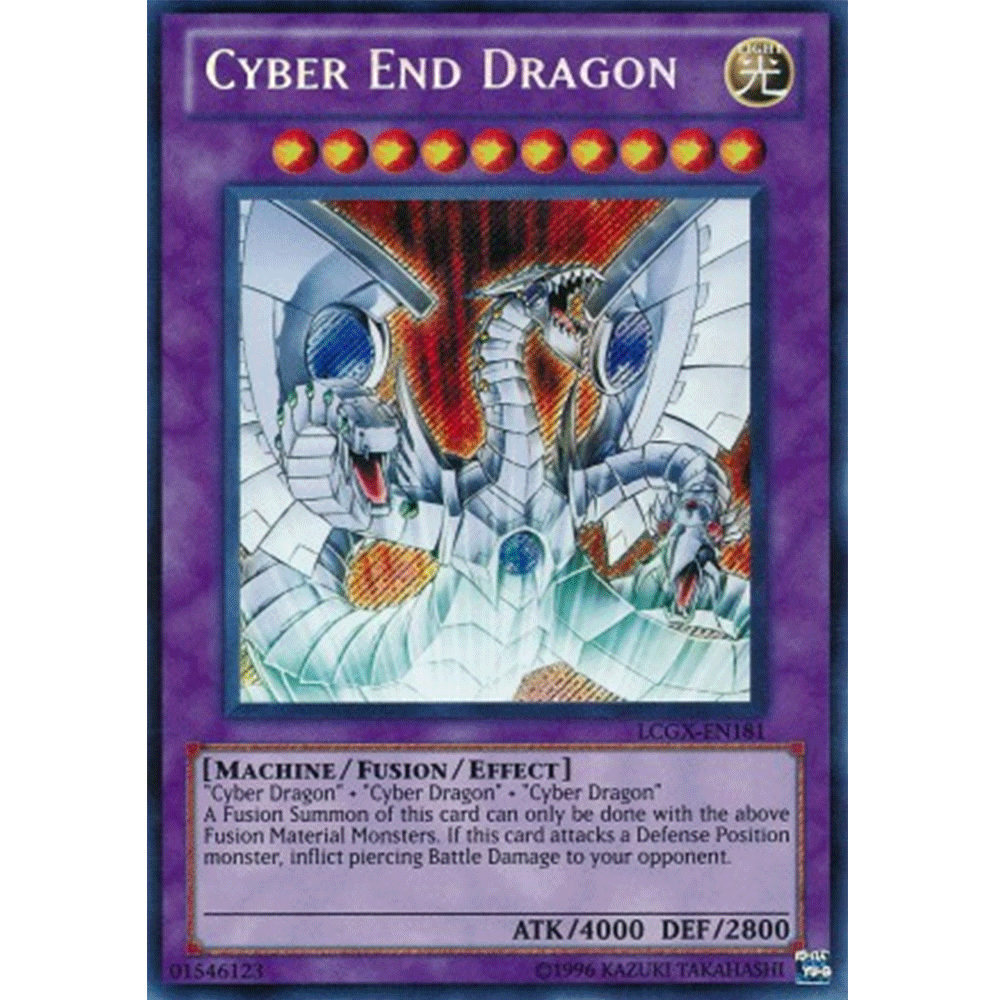 CYBER END DRAGON
LIGHT
光
LCGX-EN181
[MACHINE/FUSION/EFFECT]
"Cyber Dragon" + "Cyber Dragon" + "Cyber Dragon"
A Fusion Summon of this card can only be done with the above
Fusion Material Monsters. If this card attacks a Defense Position
monster, inflict piercing Battle Damage to your opponent.
ATK/4000 DEF/2800
01546123
©1996 KAZUKI TAKAHASHI